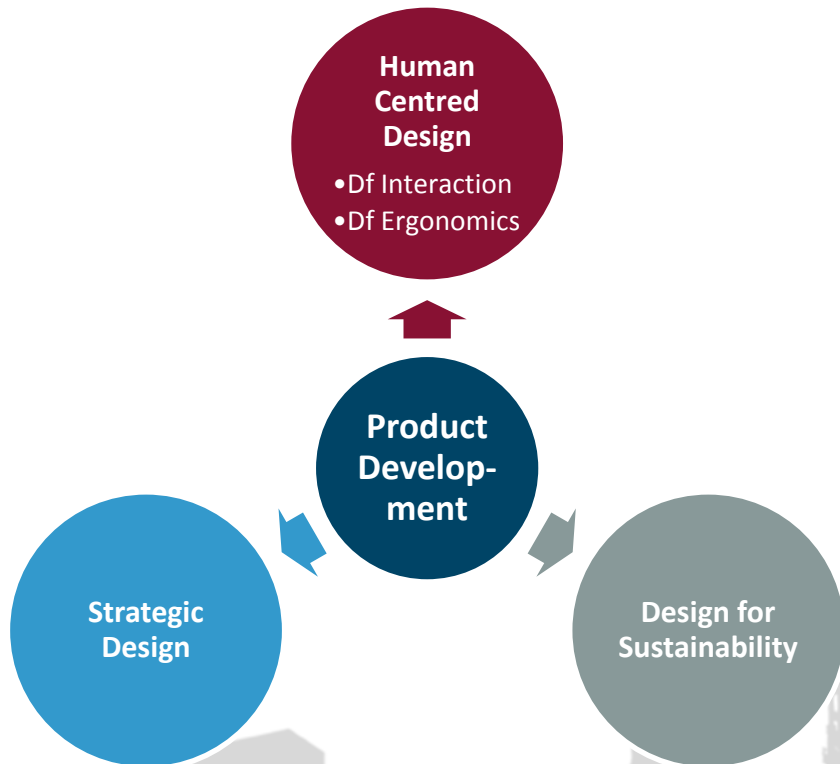 Human
Centred
Design
•Df Interaction
•Df Ergonomics
Product
Develop-
ment
Strategic
Design
Design for
Sustainability